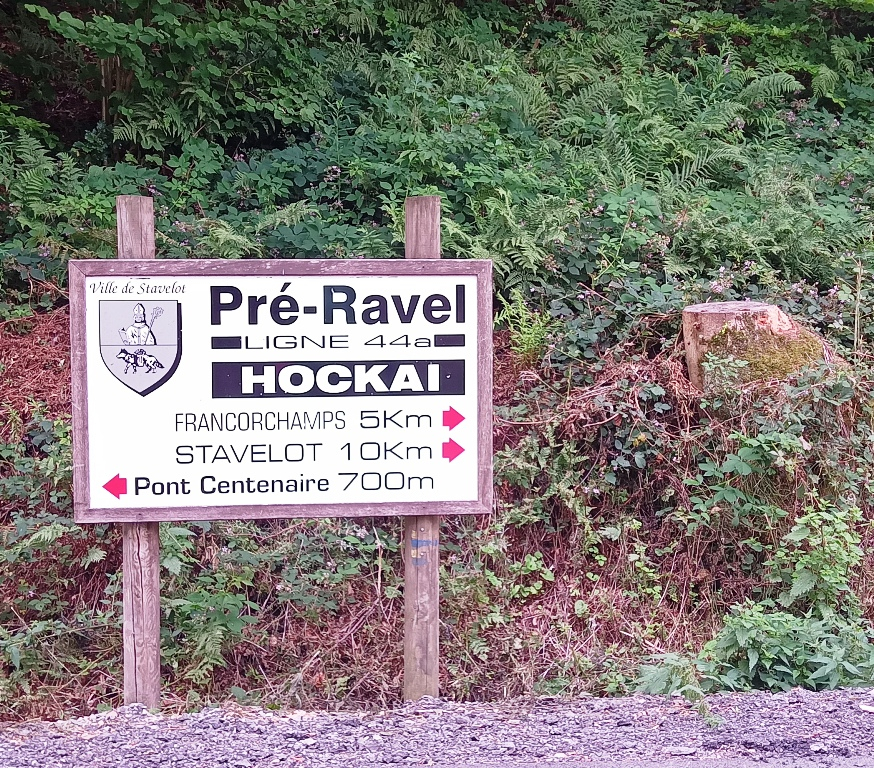 Ville de Stavelot
Pré-Ravel
LIGNE 44a
HOCKAI
FRANCORCHAMPS 5Km
STAVELOT 10Km
Pont Centenaire 700m